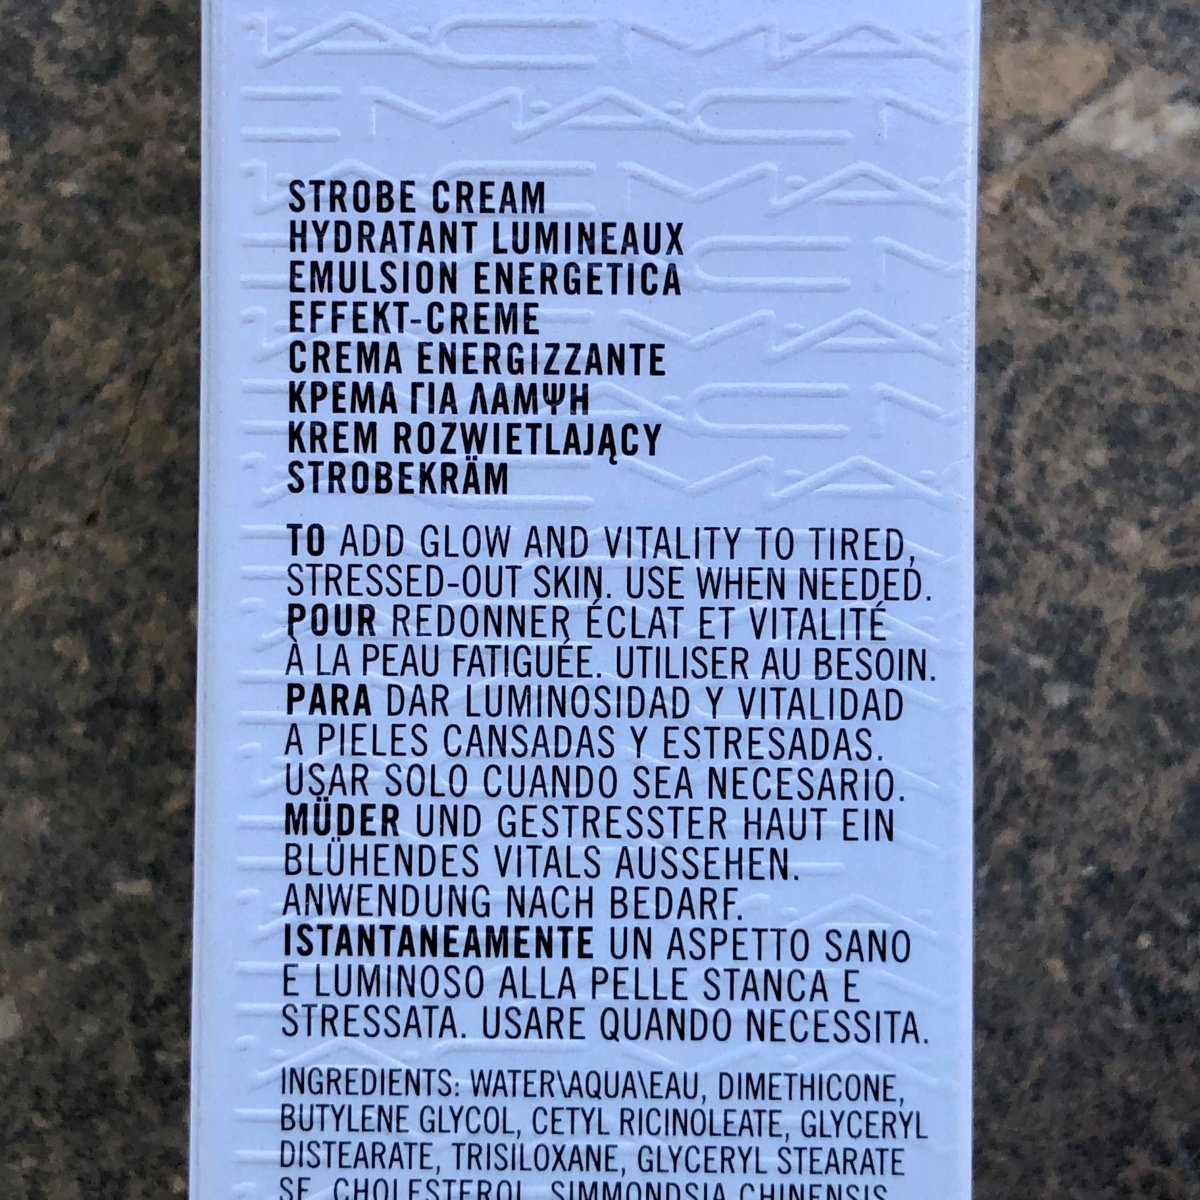 STROBE CREAM
HYDRATANT LUMINEAUX
EMULSION ENERGETICA
EFFEKT-CREME
CREMA ENERGIZZANTE
ΚΡΕΜΑ ΓΙΑ ΛΑΜΨΗ
KREM ROZWIETLAJĄCY
STROBEKRÄM
TO ADD GLOW AND VITALITY TO TIRED,
STRESSED-OUT SKIN. USE WHEN NEEDED.
POUR REDONNER ÉCLAT ET VITALITÉ
À LA PEAU FATIGUÉE. UTILISER AU BESOIN.
PARA DAR LUMINOSIDAD Y VITALIDAD
A PIELES CANSADAS Y ESTRESADAS.
USAR SOLO CUANDO SEA NECESARIO.
MÜDER UND GESTRESSTER HAUT EIN
BLÜHENDES VITALS AUSSEHEN.
ANWENDUNG NACH BEDARF.
ISTANTANEAMENTE UN ASPETTO SANO
E LUMINOSO ALLA PELLE STANCA E
STRESSATA. USARE QUANDO NECESSITA.
INGREDIENTS: WATER\AQUA\EAU, DIMETHICONE,
BUTYLENE GLYCOL, CETYL RICINOLEATE, GLYCERYL
DISTEARATE, TRISILOXANE, GLYCERYL STEARATE
SE, CHOLESTEROL, SIMMONDSIA CHINENSIS